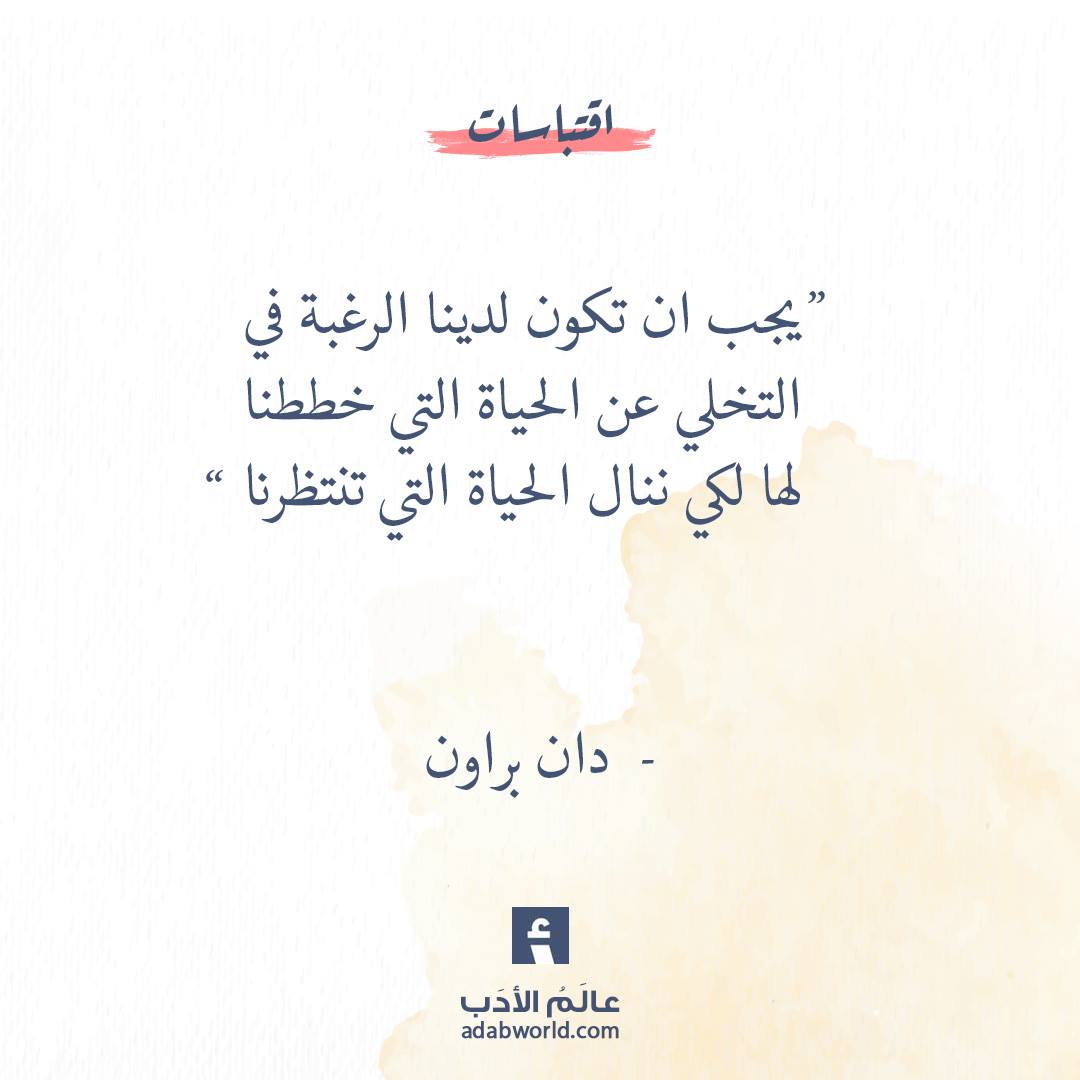 اقتباسات
”يجب ان تكون لدينا الرغبة في
التخلي عن الحياة التي خططنا
لها لكي ننال الحياة التي تنتظرنا “
- دان براون
أ
عالَمُ الأدَب
adabworld.com